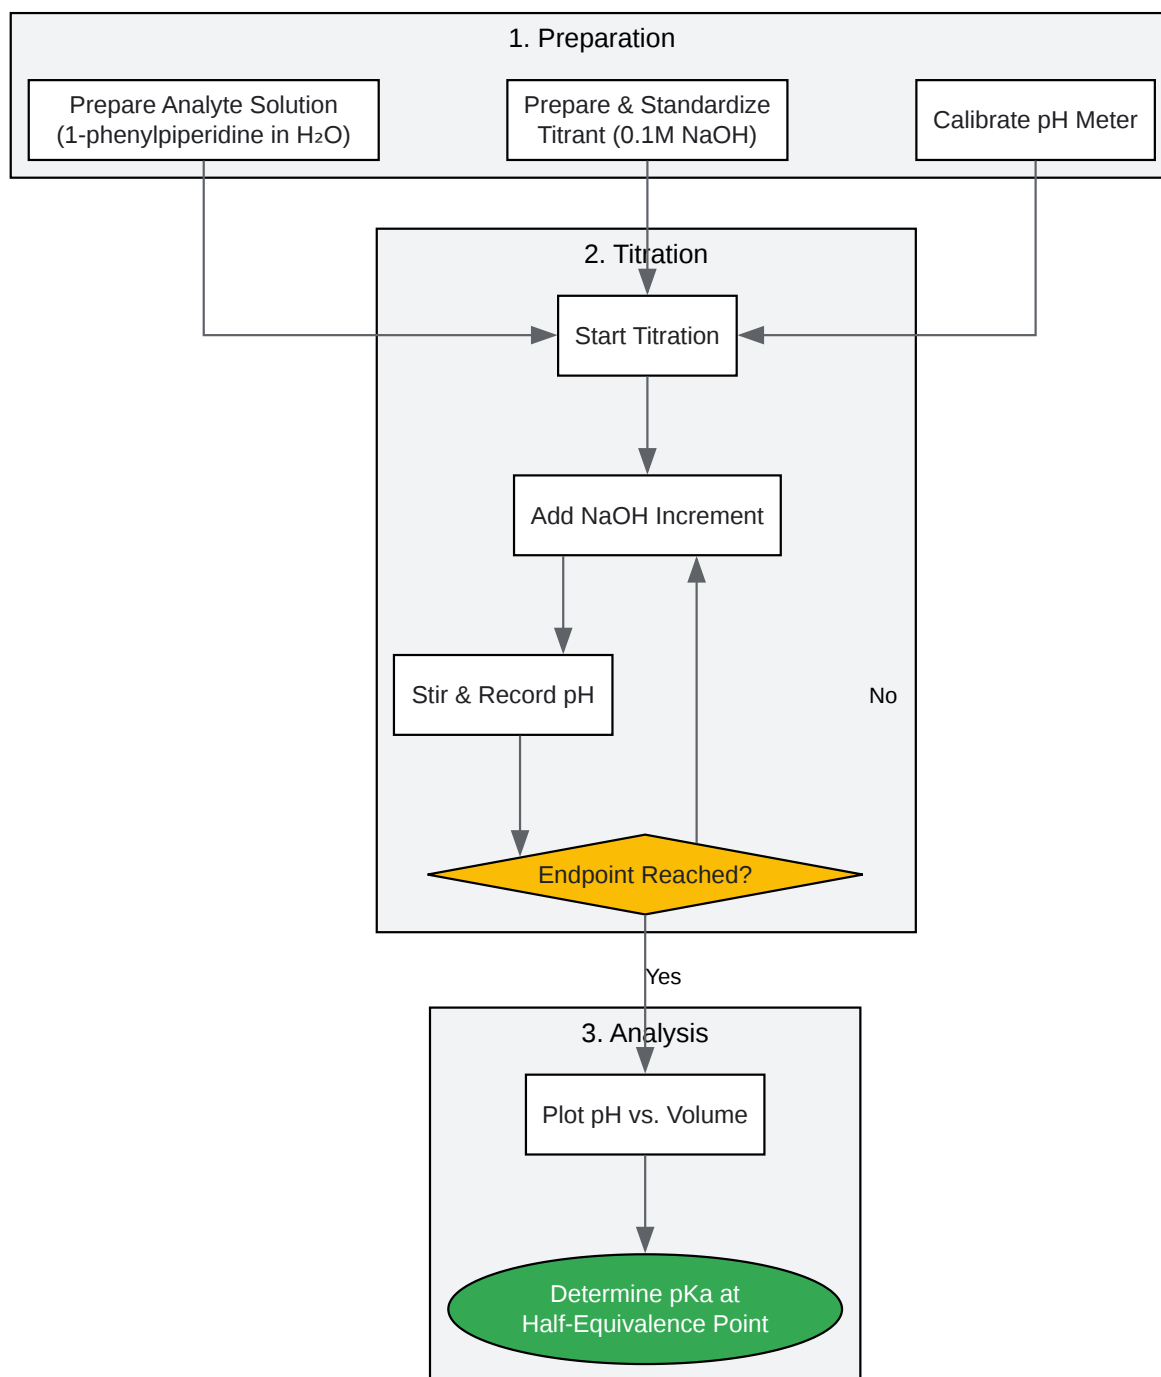 1. Preparation
Prepare Analyte Solution
(1-phenylpiperidine in H₂O)
Prepare & Standardize
Titrant (0.1M NaOH)
Calibrate pH Meter
2. Titration
Start Titration
Add NaOH Increment
Stir & Record pH
No
Endpoint Reached?
Yes
3. Analysis
Plot pH vs. Volume
Determine pKa at
Half-Equivalence Point